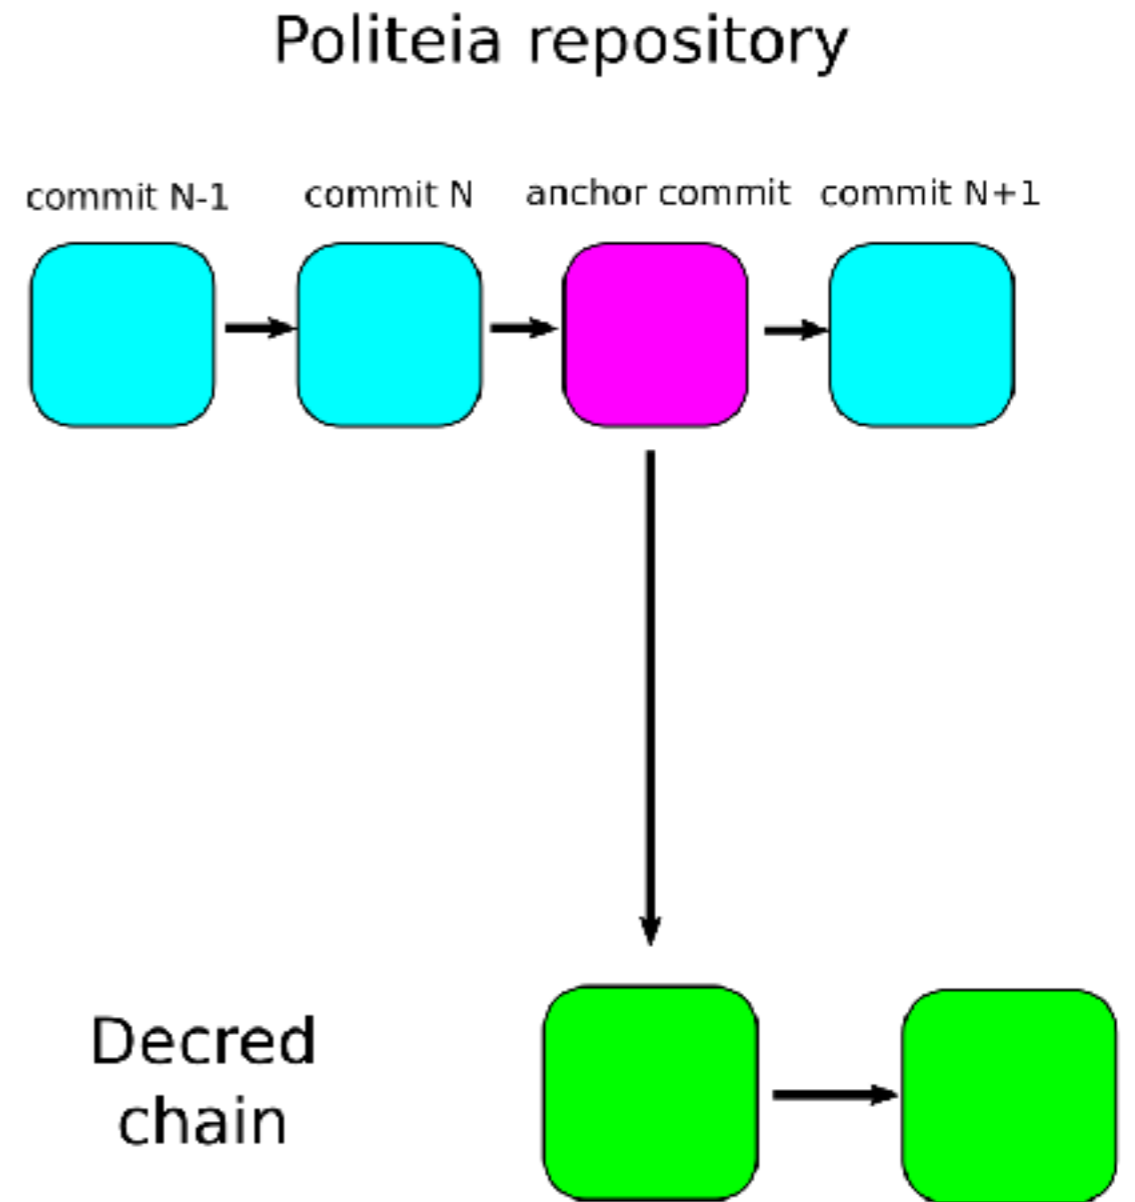 Politeia repository
commit N-1
commit N
anchor commit
commit N+1
Decred
chain